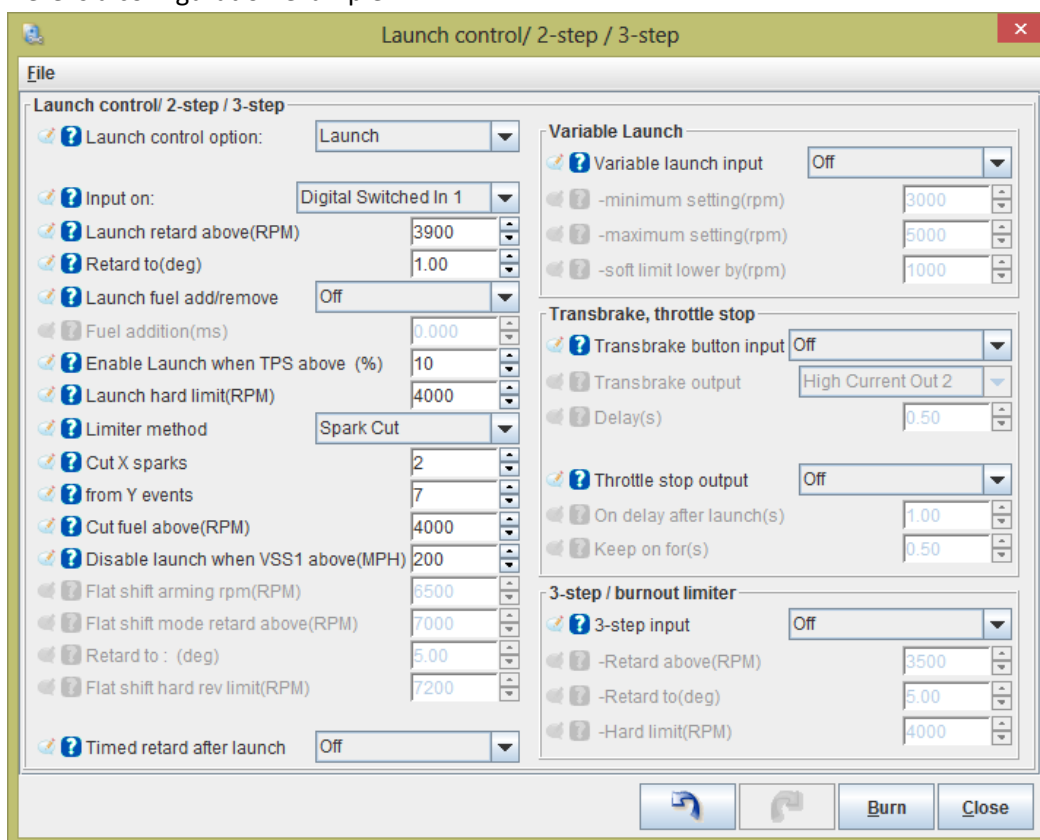 Launch control/ 2-step / 3-step
File
Launch control/ 2-step / 3-step
Launch control option: Launch
Input on: Digital Switched In 1
Launch retard above(RPM) 3900
Retard to(deg) 1.00
Launch fuel add/remove Off
Fuel addition(ms) 0.000
Enable Launch when TPS above (%) 10
Launch hard limit(RPM) 4000
Limiter method Spark Cut
Cut X sparks 2
from Y events 7
Cut fuel above(RPM) 4000
Disable launch when VSS1 above(MPH) 200
Flat shift arming rpm(RPM) 6500
Flat shift mode retard above(RPM) 7000
Retard to : (deg) 5.00
Flat shift hard rev limit(RPM) 7200
Timed retard after launch Off
Variable Launch
Variable launch input Off
-minimum setting(rpm) 3000
-maximum setting(rpm) 5000
-soft limit lower by(rpm) 1000
Transbrake, throttle stop
Transbrake button input Off
Transbrake output High Current Out 2
Delay(s) 0.50
Throttle stop output Off
On delay after launch(s) 1.00
Keep on for(s) 0.50
3-step / burnout limiter
3-step input Off
-Retard above(RPM) 3500
-Retard to(deg) 5.00
-Hard limit(RPM) 4000
Burn Close